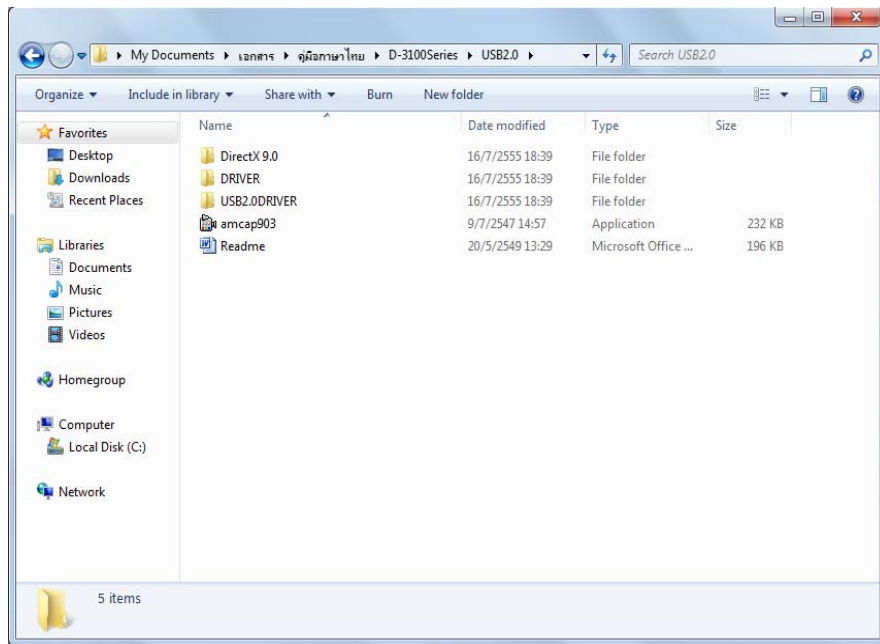 My Documents ▸ เอกสาร ▸ คู่มือภาษาไทย ▸ D-3100Series ▸ USB2.0 ▸ Search USB2.0
Organize Include in library Share with Burn New folder
Favorites
Desktop
Downloads
Recent Places
Libraries
Documents
Music
Pictures
Videos
Homegroup
Computer
Local Disk (C:)
Network
Name Date modified Type Size
DirectX 9.0 16/7/2555 18:39 File folder
DRIVER 16/7/2555 18:39 File folder
USB2.0DRIVER 16/7/2555 18:39 File folder
amcap903 9/7/2547 14:57 Application 232 KB
Readme 20/5/2549 13:29 Microsoft Office ... 196 KB
5 items